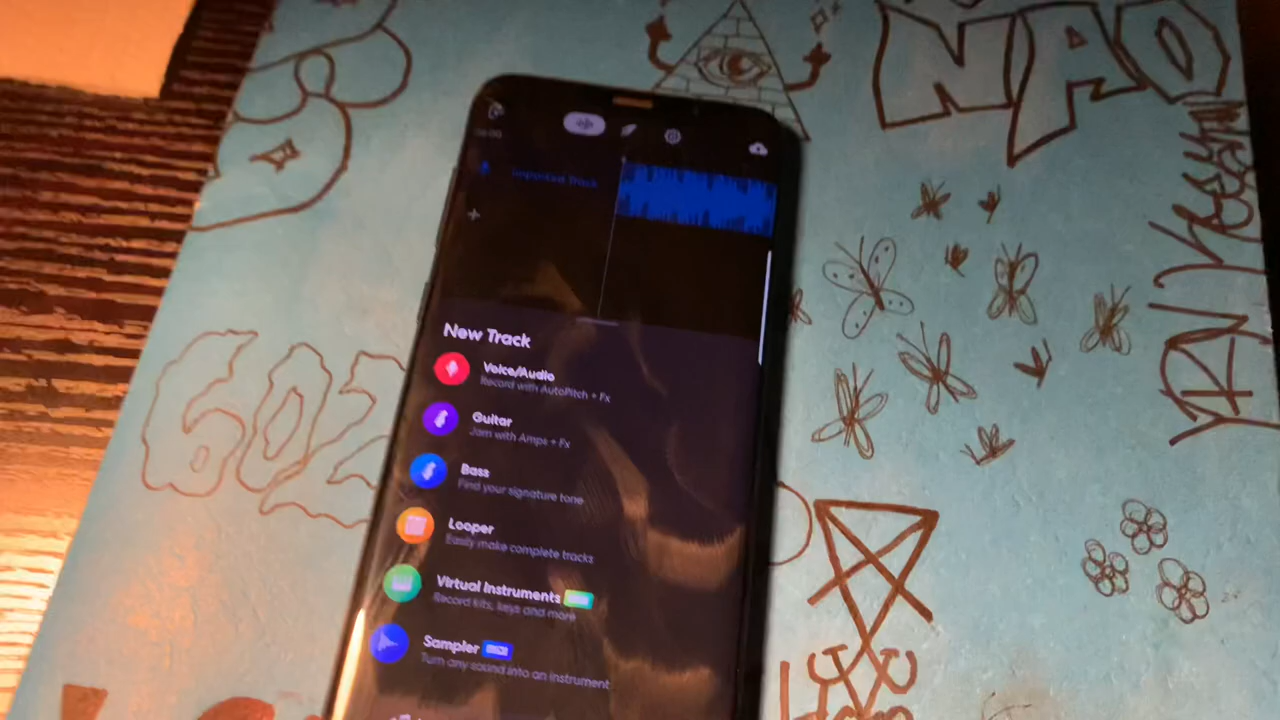 NAO
Imported Track
New Track
Voice/Audio
Record with AutoPitch + Fx
Guitar
Jam with Amps + Fx
Bass
Find your signature tone
Looper
Easily make complete tracks
Virtual Instruments
Record kits, keys and more
Sampler
Turn any sound into an instrument
602